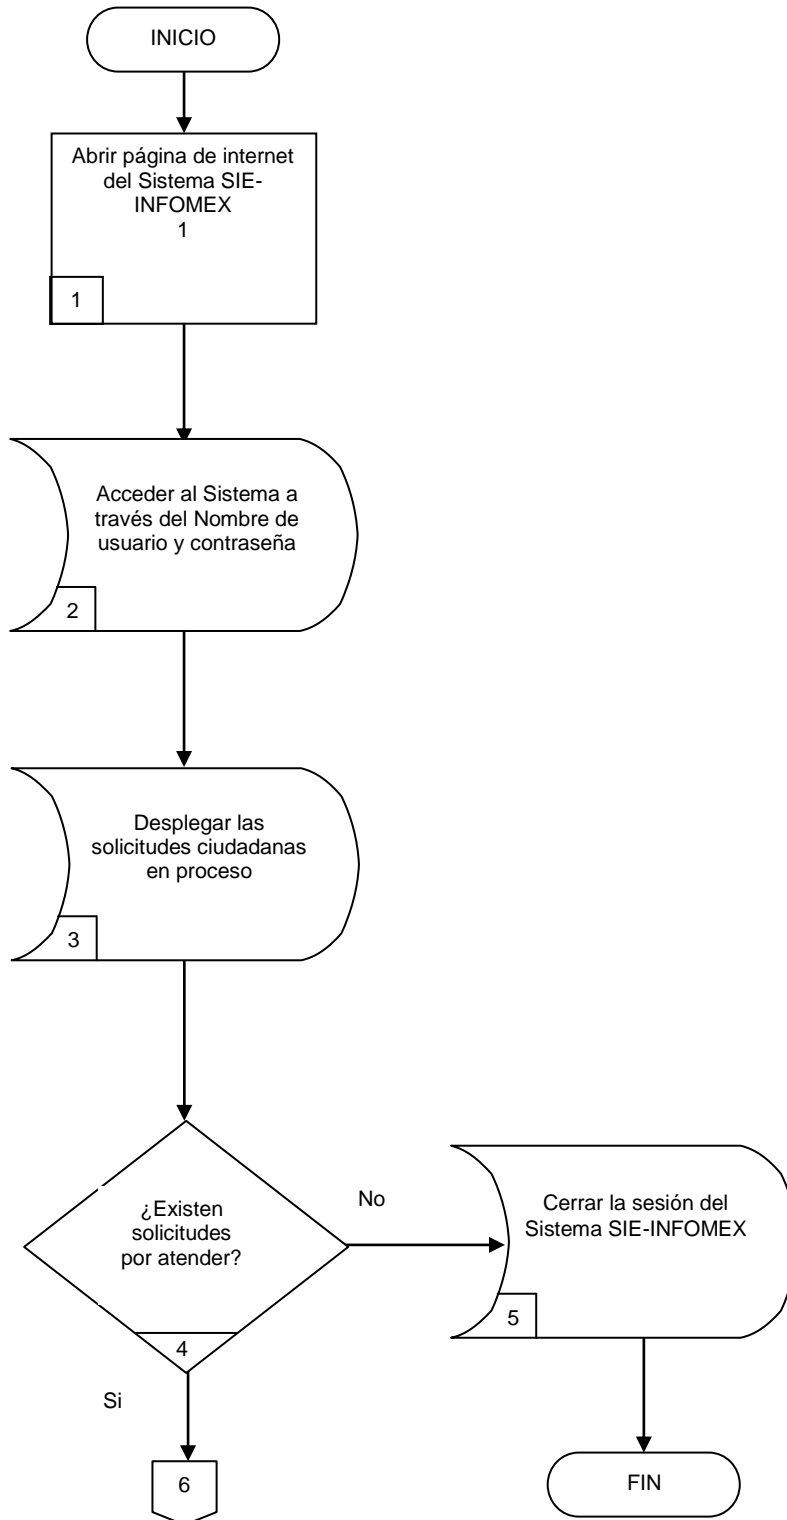 INICIO
Abrir página de internet
del Sistema SIE-
INFOMEX
1
1
Acceder al Sistema a
través del Nombre de
usuario y contraseña
2
Desplegar las
solicitudes ciudadanas
en proceso
3
¿Existen
solicitudes
por atender?
4
No
Cerrar la sesión del
Sistema SIE-INFOMEX
5
Si
6
FIN